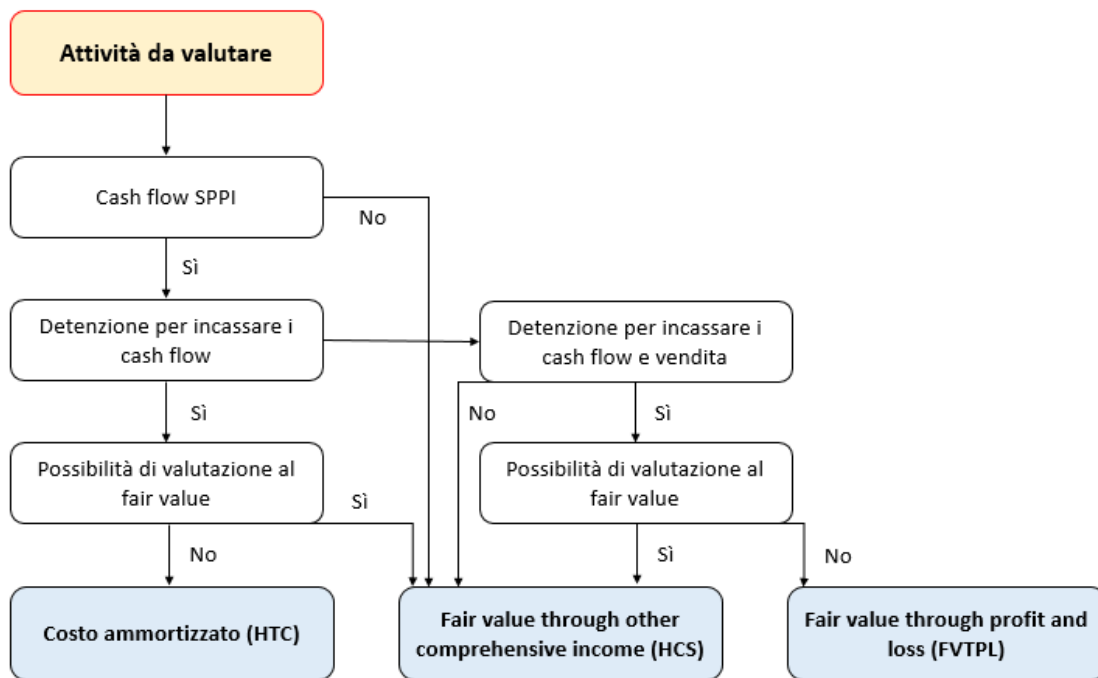 Attività da valutare
Cash flow SPPI
No
Sì
Detenzione per incassare i
cash flow
Detenzione per incassare i
cash flow e vendita
Sì
No
Sì
Possibilità di valutazione al
fair value
Sì
Possibilità di valutazione al
fair value
No
Sì
No
Costo ammortizzato (HTC)
Fair value through other
comprehensive income (HCS)
Fair value through profit and
loss (FVTPL)